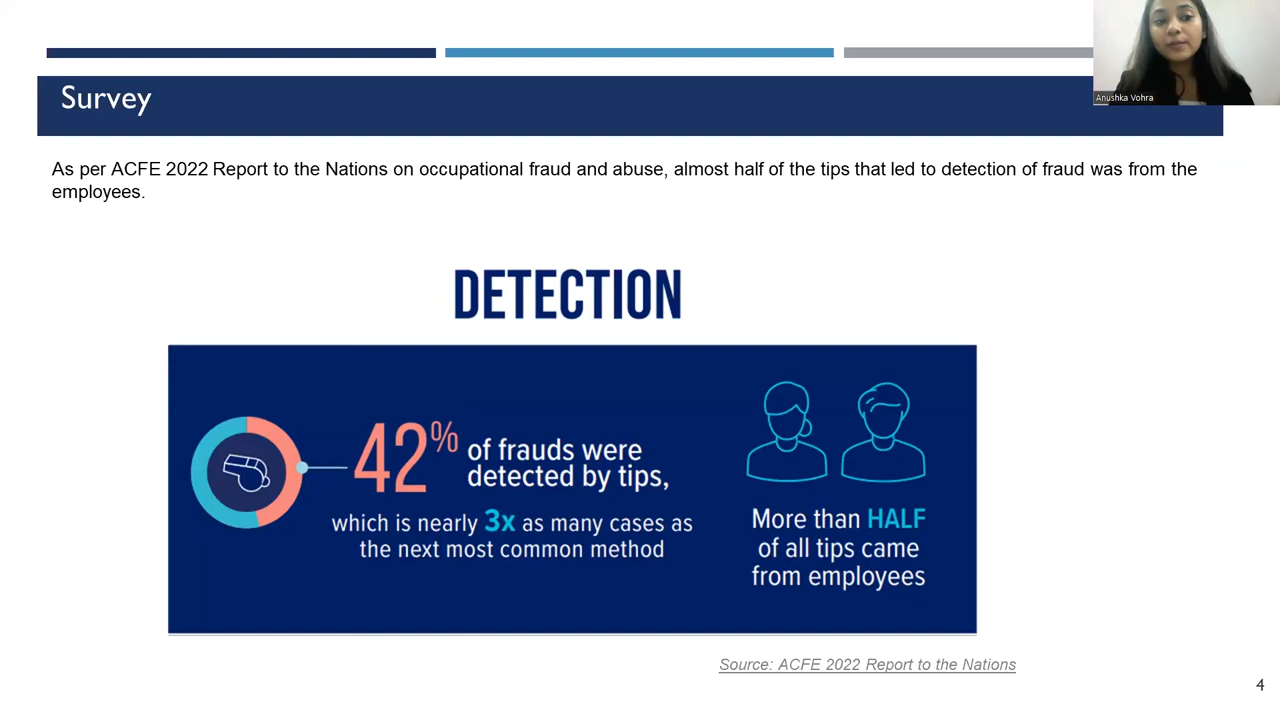 Anushka Vohra
Survey
As per ACFE 2022 Report to the Nations on occupational fraud and abuse, almost half of the tips that led to detection of fraud was from the
employees.
DETECTION
42% of frauds were
detected by tips,
which is nearly 3x as many cases as
the next most common method
More than HALF
of all tips came
from employees
Source: ACFE 2022 Report to the Nations
4